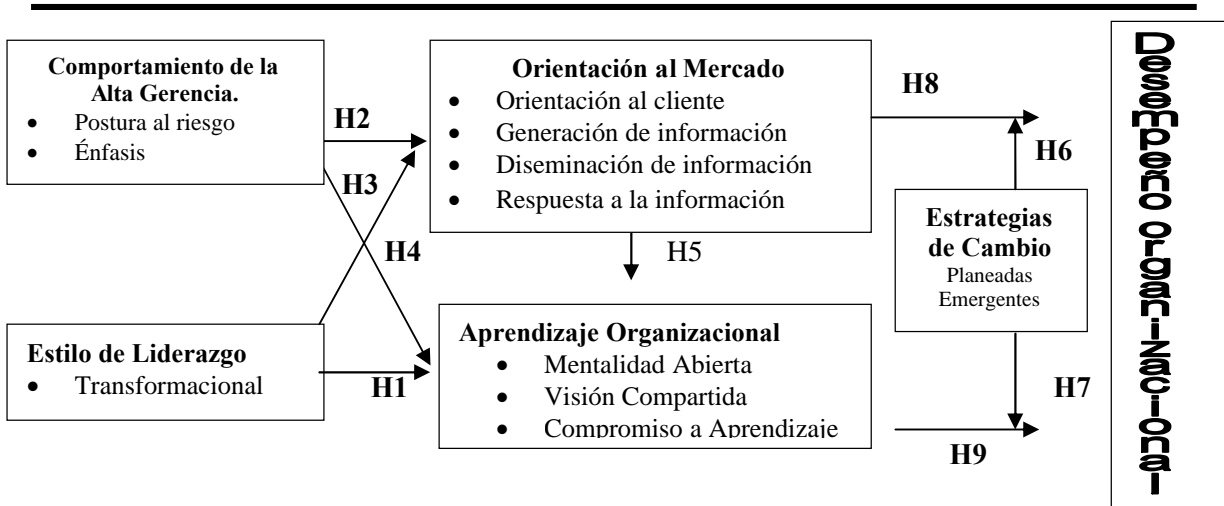 Comportamiento de la
Alta Gerencia.
• Postura al riesgo
• Énfasis
H2
H3
H4
Estilo de Liderazgo
• Transformacional
H1
Orientación al Mercado
• Orientación al cliente
• Generación de información
• Diseminación de información
• Respuesta a la información
H5
Aprendizaje Organizacional
• Mentalidad Abierta
• Visión Compartida
• Compromiso a Aprendizaje
H8
H6
Estrategias
de Cambio
Planeadas
Emergentes
H7
H9
Desempeño organizacional